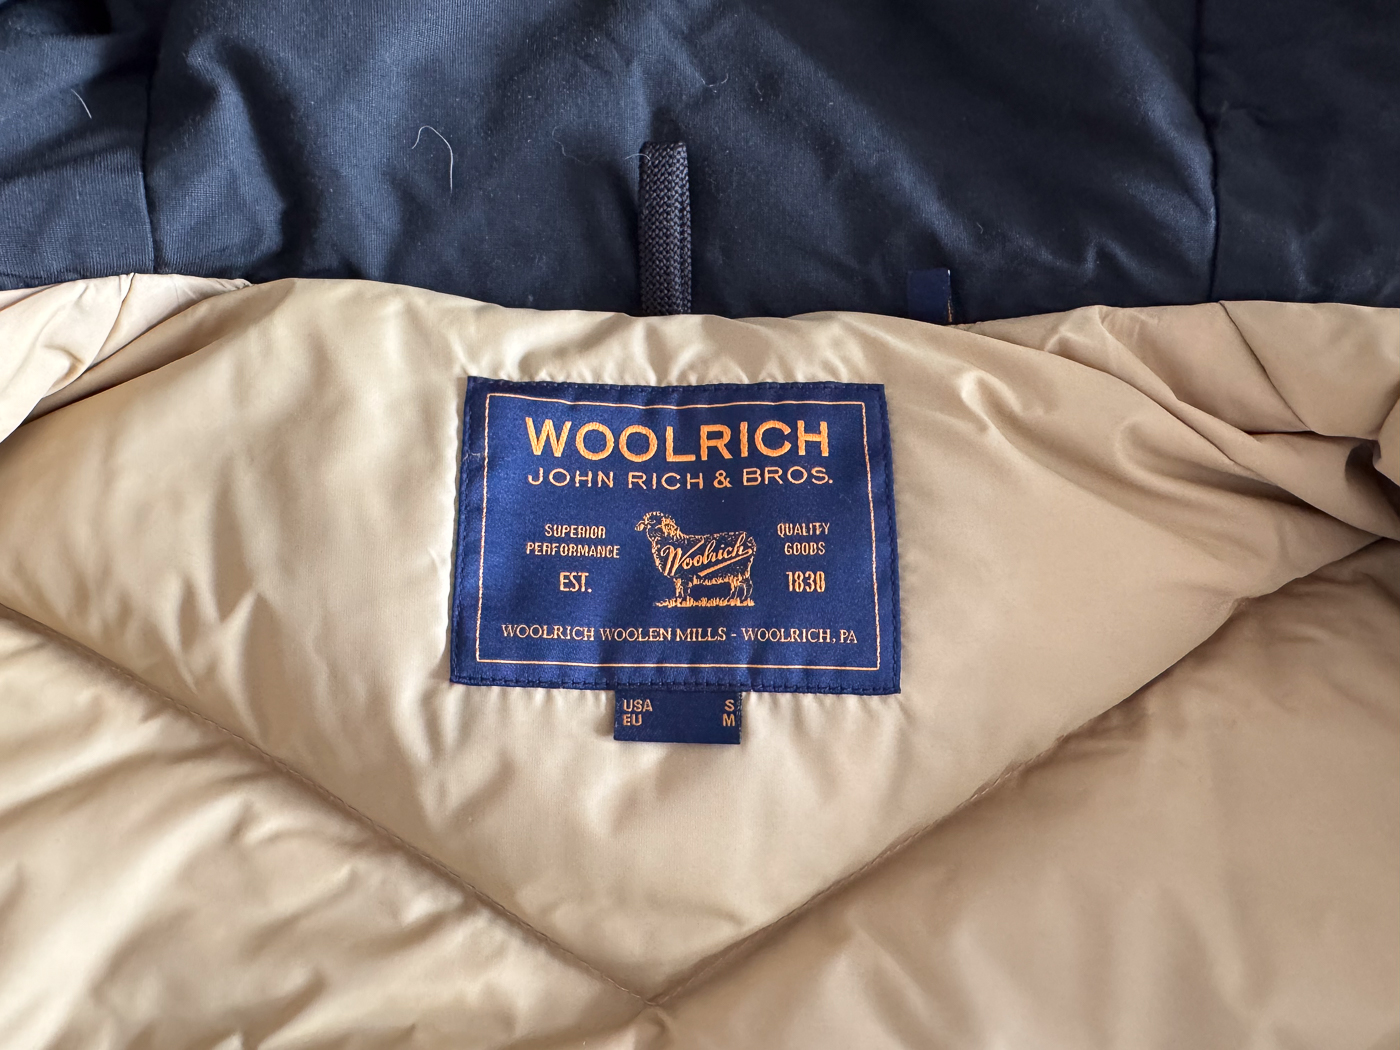 WOOLRICH
JOHN RICH & BROS.
SUPERIOR
PERFORMANCE
EST.
Woolrich
QUALITY
GOODS
1830
WOOLRICH WOOLEN MILLS - WOOLRICH, PA
USA S
EU M